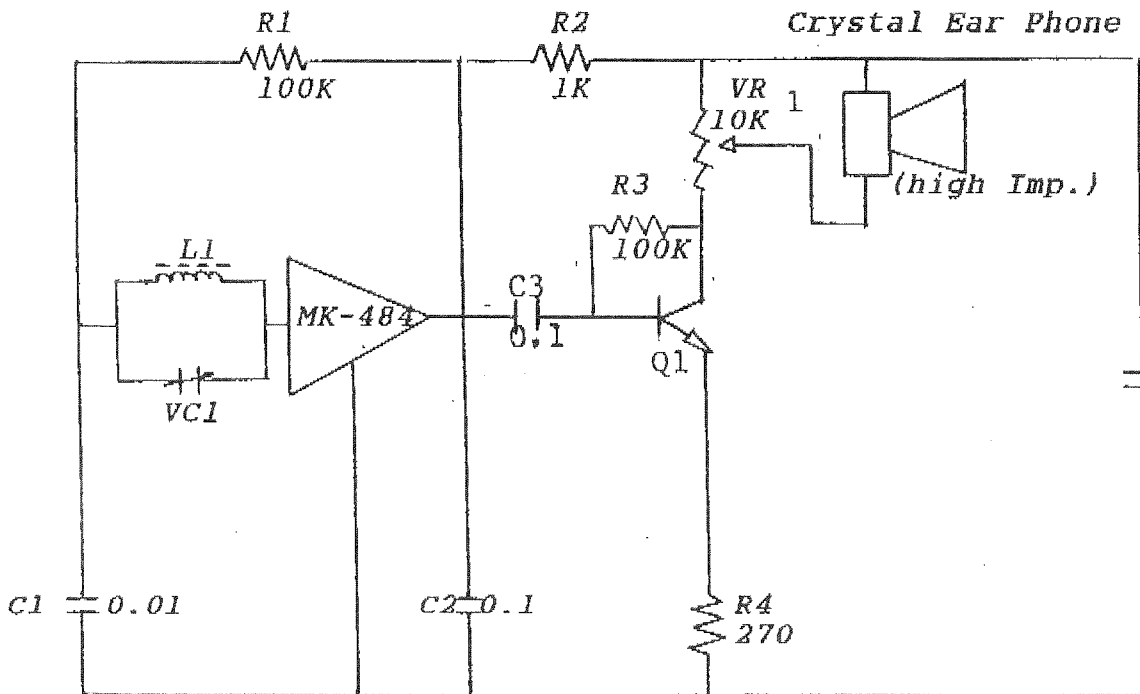 R1
100K
R2
1K
Crystal Ear Phone
VR 1
10K
(high Imp.)
R3
100K
L1
MK-484
C3
0.1
Q1
VC1
C1
0.01
C2
0.1
R4
270